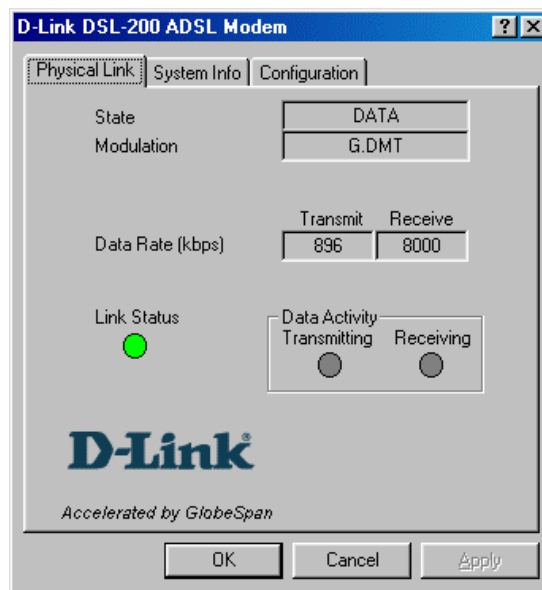 D-Link DSL-200 ADSL Modem
Physical Link System Info Configuration
State DATA
Modulation G.DMT
Transmit Receive
Data Rate (kbps) 896 8000
Link Status Data Activity
Transmitting Receiving
D-Link®
Accelerated by GlobeSpan
OK Cancel Apply